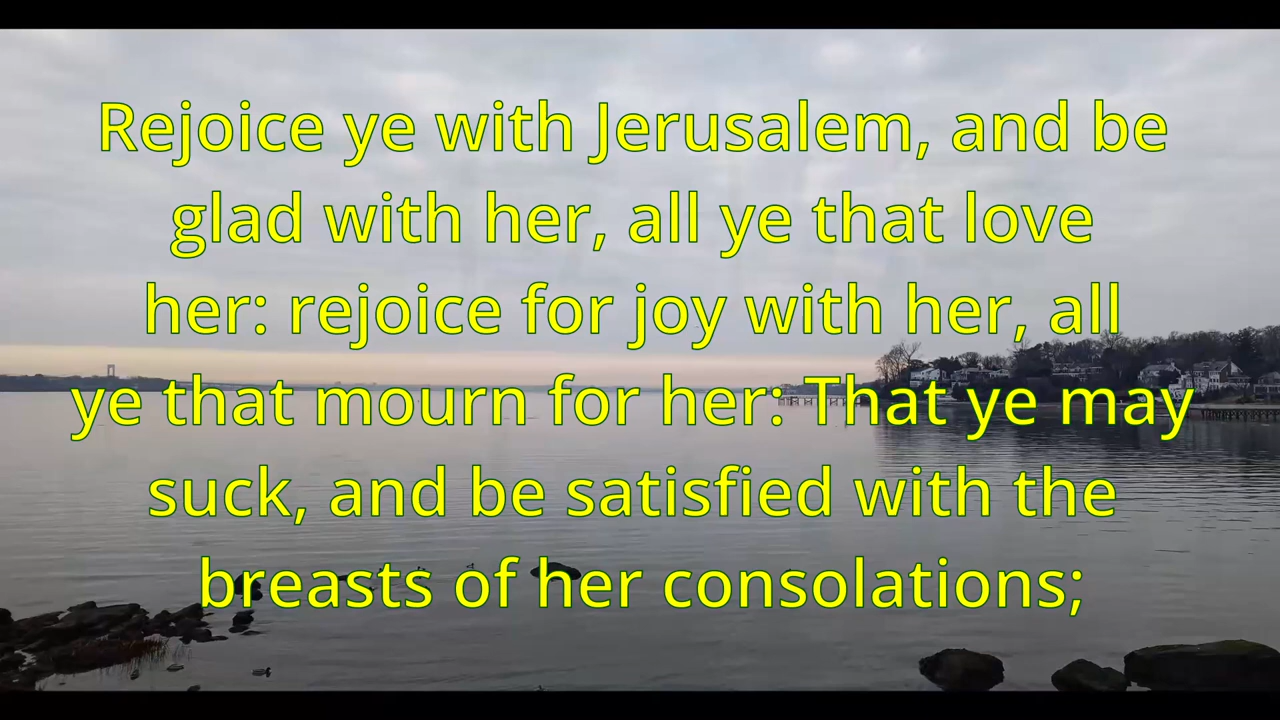 Rejoice ye with Jerusalem, and be
glad with her, all ye that love
her: rejoice for joy with her, all
ye that mourn for her: That ye may
suck, and be satisfied with the
breasts of her consolations;